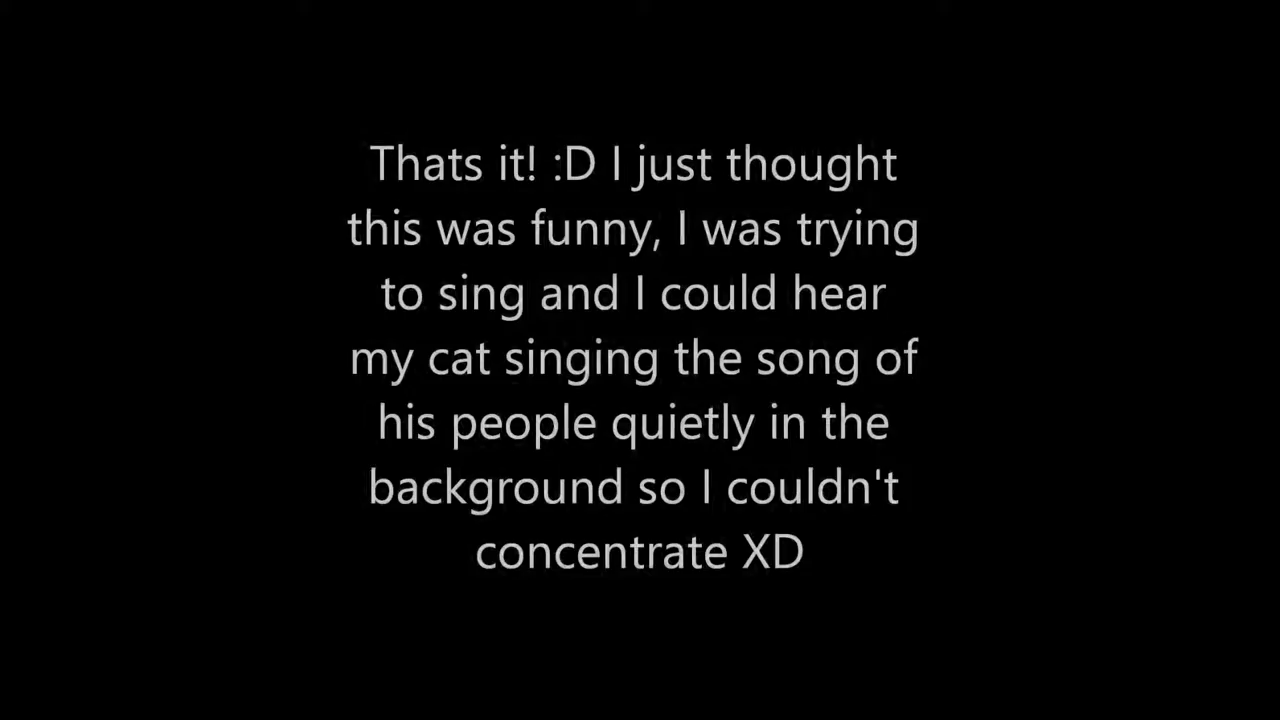 Thats it! :D I just thought
this was funny, I was trying
to sing and I could hear
my cat singing the song of
his people quietly in the
background so I couldn't
concentrate XD